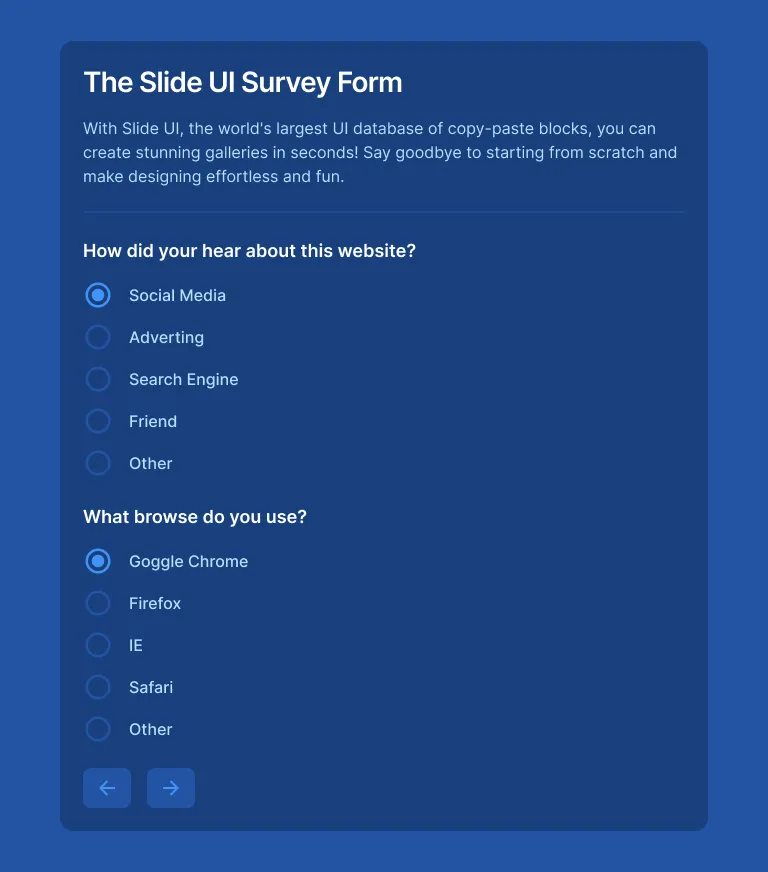 The Slide UI Survey Form
With Slide UI, the world's largest UI database of copy-paste blocks, you can
create stunning galleries in seconds! Say goodbye to starting from scratch and
make designing effortless and fun.
How did your hear about this website?
Social Media
Adverting
Search Engine
Friend
Other
What browse do you use?
Goggle Chrome
Firefox
IE
Safari
Other